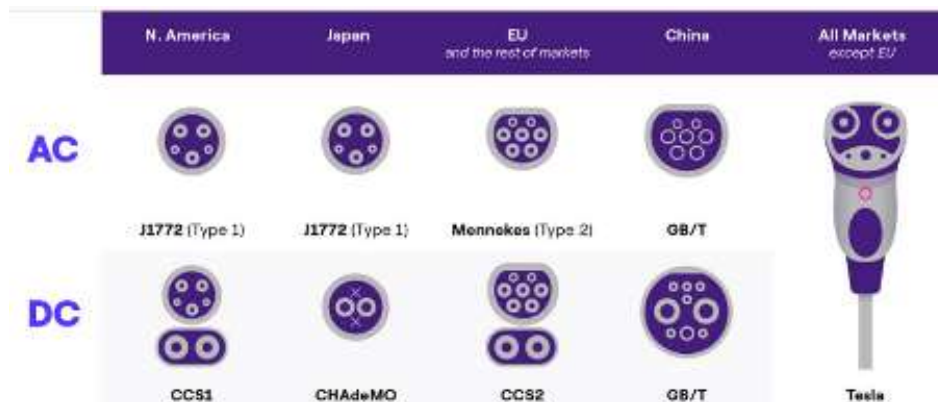 N. America
Japan
EU
and the rest of markets
China
All Markets
except EU
AC
J1772 (Type 1)
J1772 (Type 1)
Mennekes (Type 2)
GB/T
DC
CCS1
CHAdeMO
CCS2
GB/T
Tesla